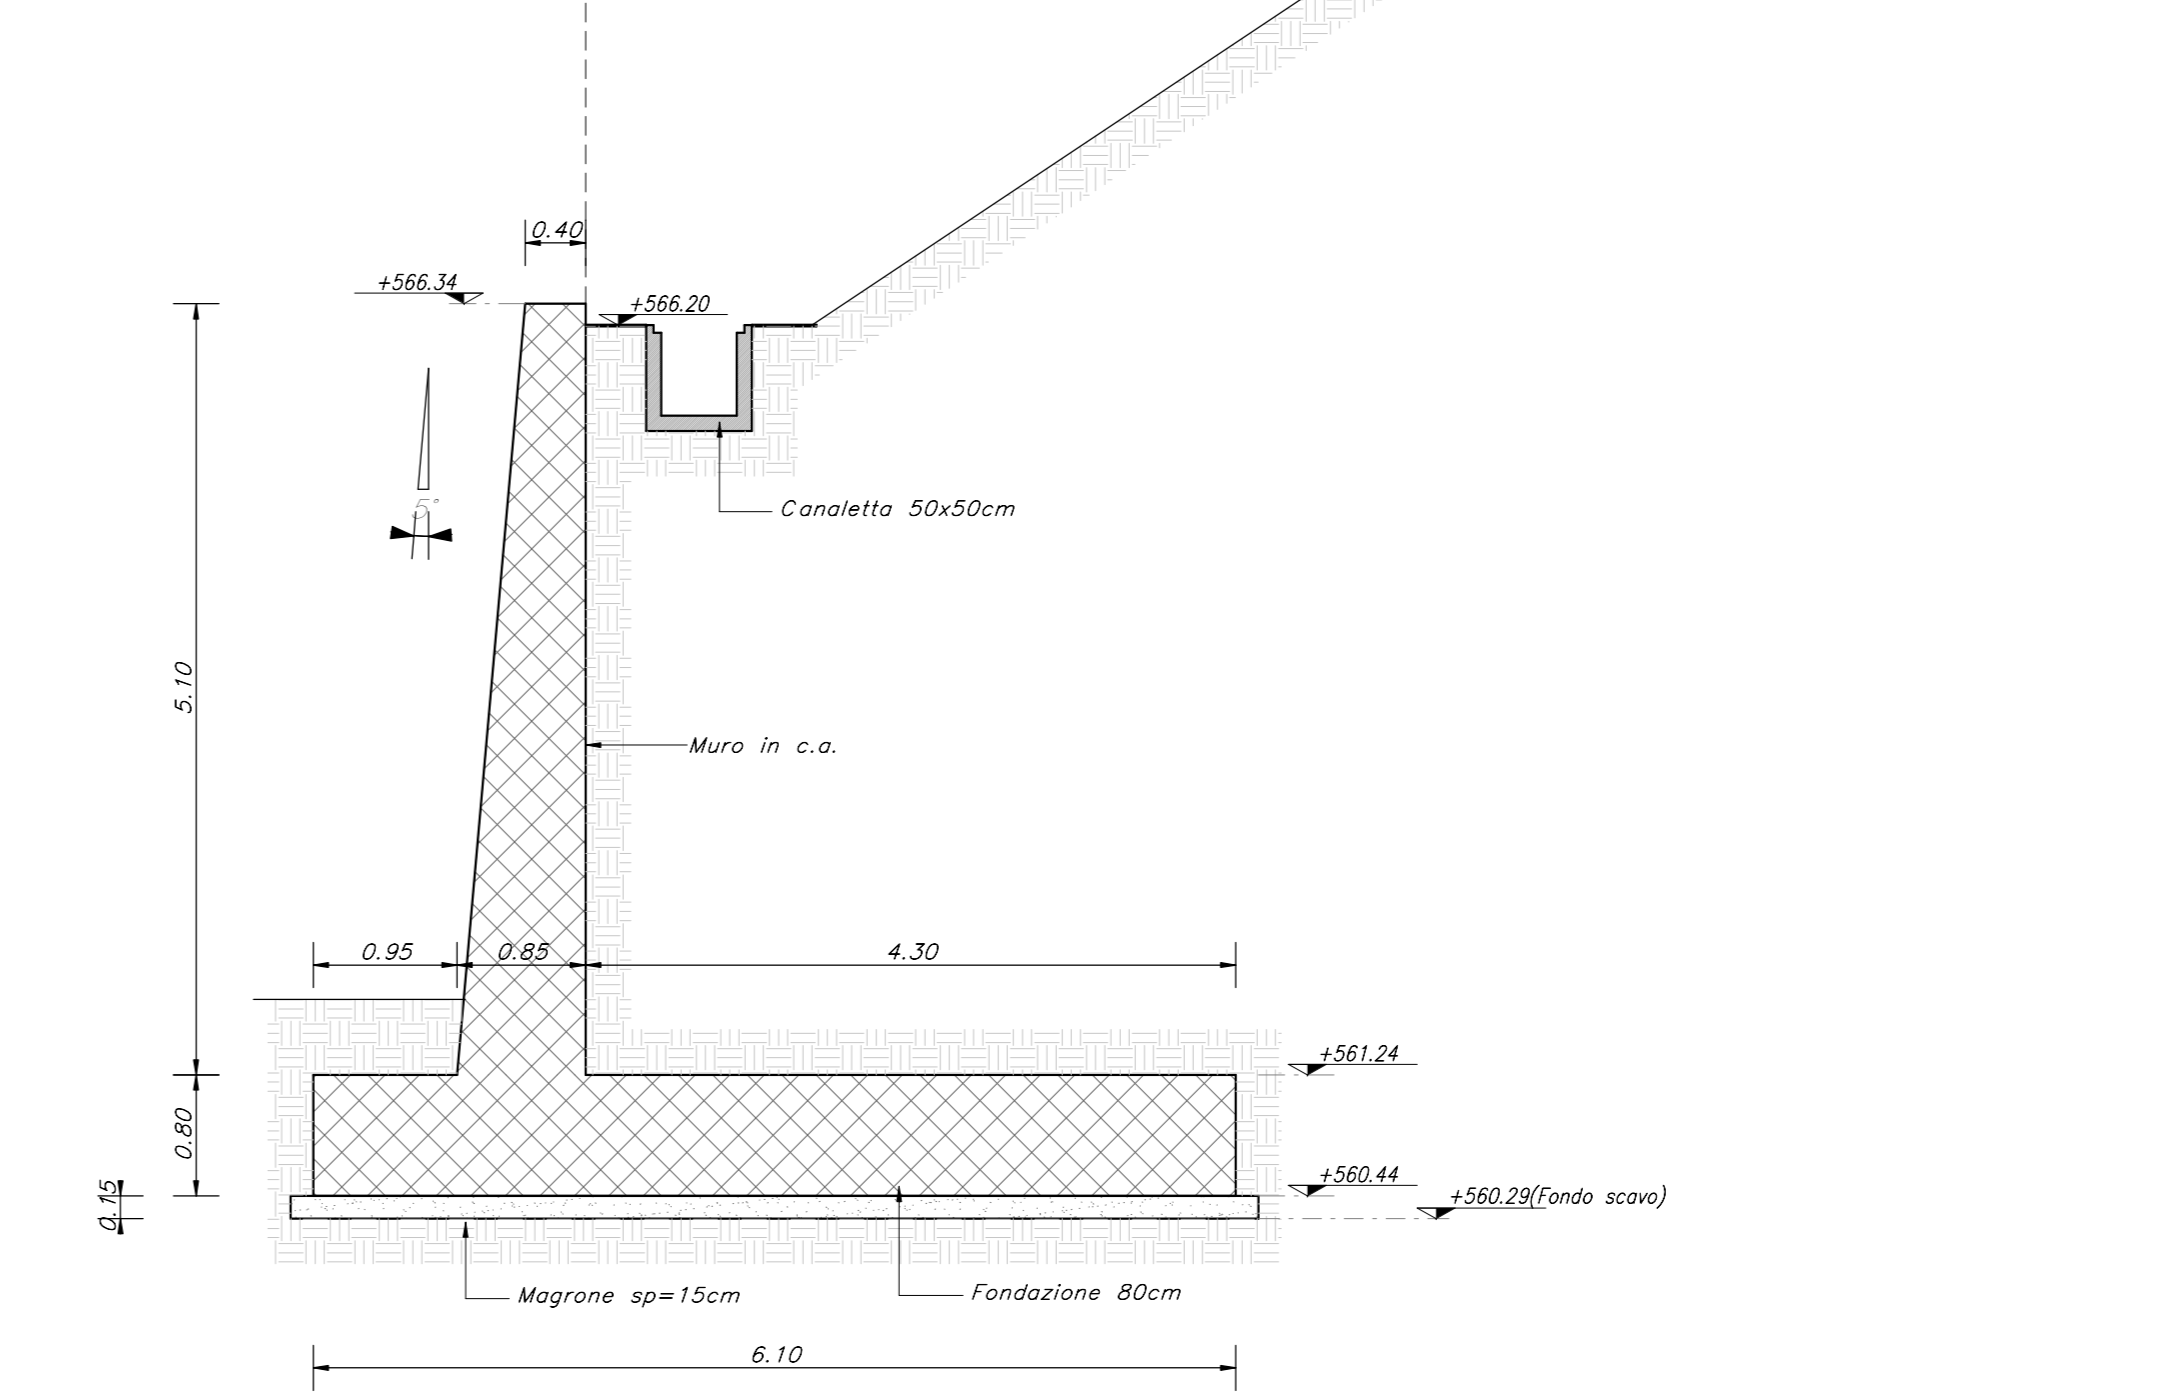 0.40
+566.34
+566.20
5°
Canaletta 50x50cm
5.10
Muro in c.a.
0.95
0.85
4.30
+561.24
0.80
+560.44
0.15
+560.29(Fondo scavo)
Magrone sp=15cm
Fondazione 80cm
6.10